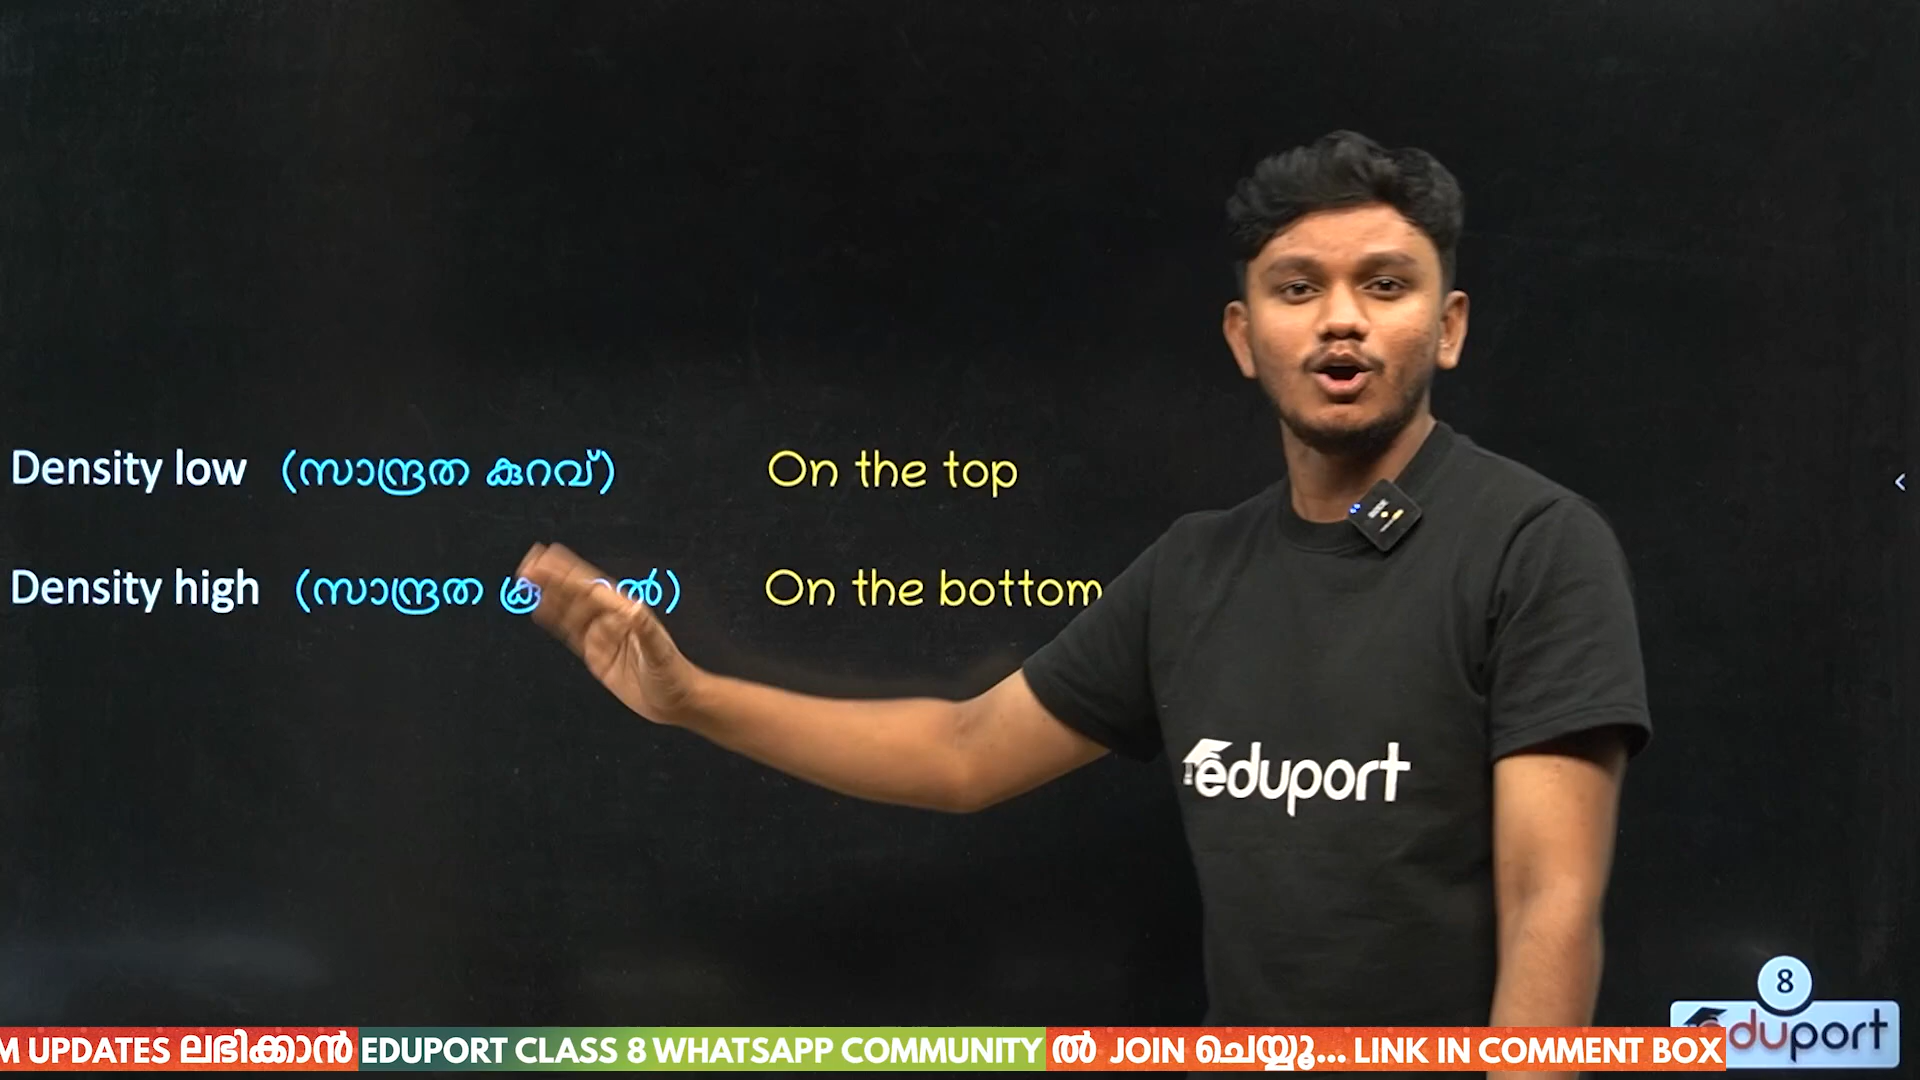 Density low (സാന്ദ്രത കുറവ്) On the top
Density high (സാന്ദ്രത On the bottom
eduport
8
eduport
M UPDATES ലഭിക്കാൻ EDUPORT CLASS 8 WHATSAPP COMMUNITY ൽ JOIN ചെയ്യൂ... LINK IN COMMENT BOX